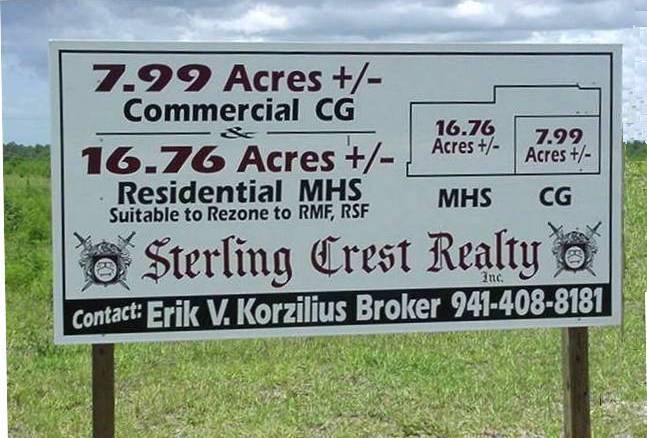 7.99 Acres +/-
Commercial CG
&
16.76 Acres +/-
Residential MHS
Suitable to Rezone to RMF, RSF
16.76
Acres +/-
7.99
Acres +/-
MHS
CG
Sterling Crest Realty
Inc.
Contact: Erik V. Korzilius Broker 941-408-8181